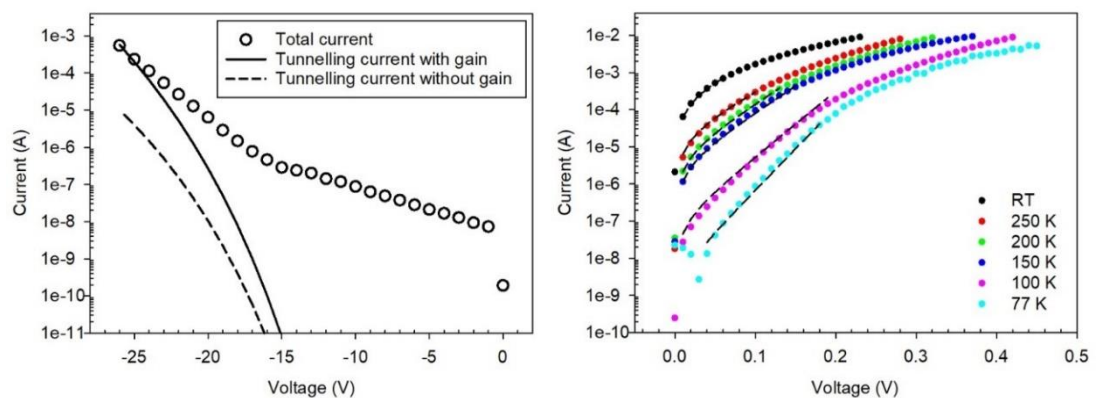 1e-3
1e-4
1e-5
1e-6
1e-7
1e-8
1e-9
1e-10
1e-11
Current (A)
Total current
Tunnelling current with gain
Tunnelling current without gain
-25 -20 -15 -10 -5 0
Voltage (V)
1e-2
1e-3
1e-4
1e-5
1e-6
1e-7
1e-8
1e-9
1e-10
Current (A)
RT
250 K
200 K
150 K
100 K
77 K
0.0 0.1 0.2 0.3 0.4 0.5
Voltage (V)